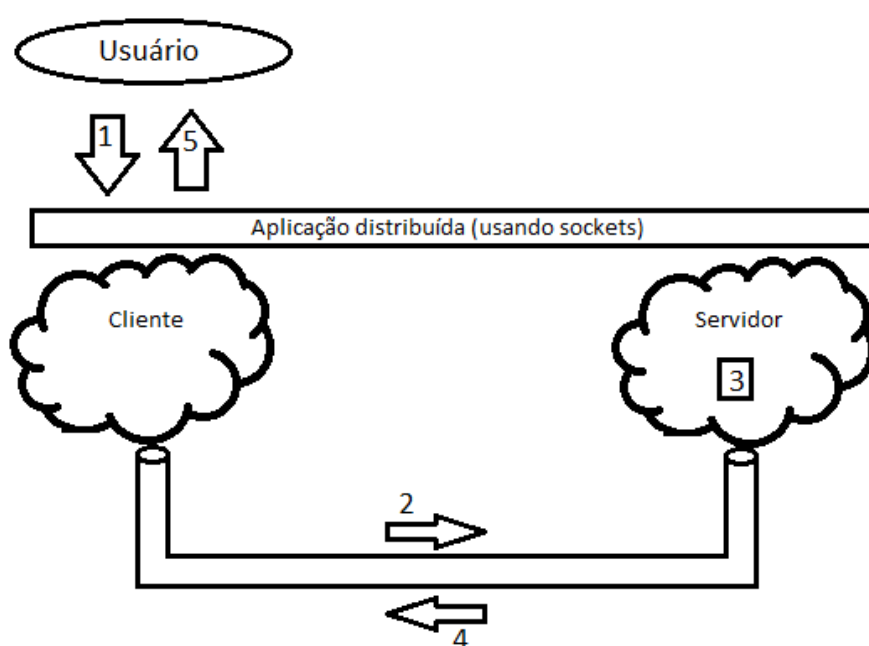 Usuário
1
5
Aplicação distribuída (usando sockets)
Cliente
Servidor
3
2
4